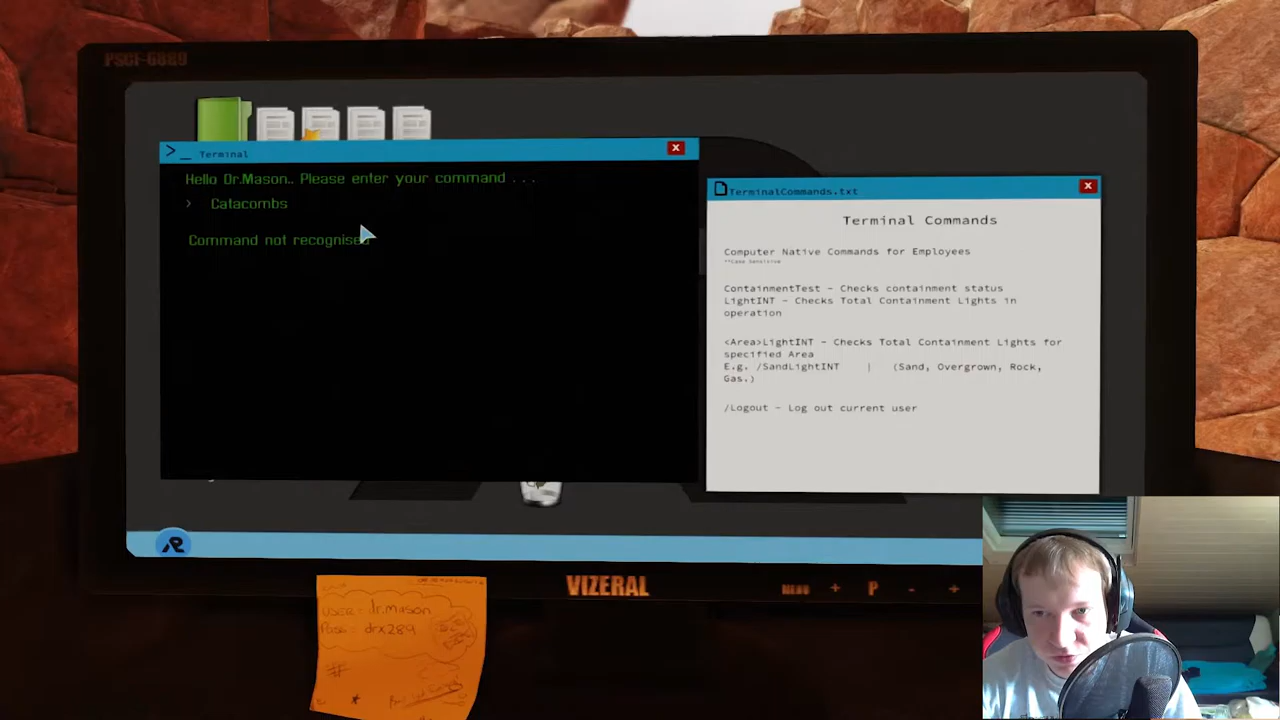 PSCI-6889
>_ Terminal
Hello Dr.Mason.. Please enter your command ...
› Catacombs
Command not recognised
TerminalCommands.txt
Terminal Commands
Computer Native Commands for Employees
**Case Sensitive
ContainmentTest - Checks containment status
LightINT - Checks Total Containment Lights in
operation
<Area>LightINT - Checks Total Containment Lights for
specified Area
E.g. /SandLightINT | (Sand, Overgrown, Rock,
Gas.)
/Logout - Log out current user
VIZERAL
MENU + P - +
USER = dr.mason
Pass = drx289
#